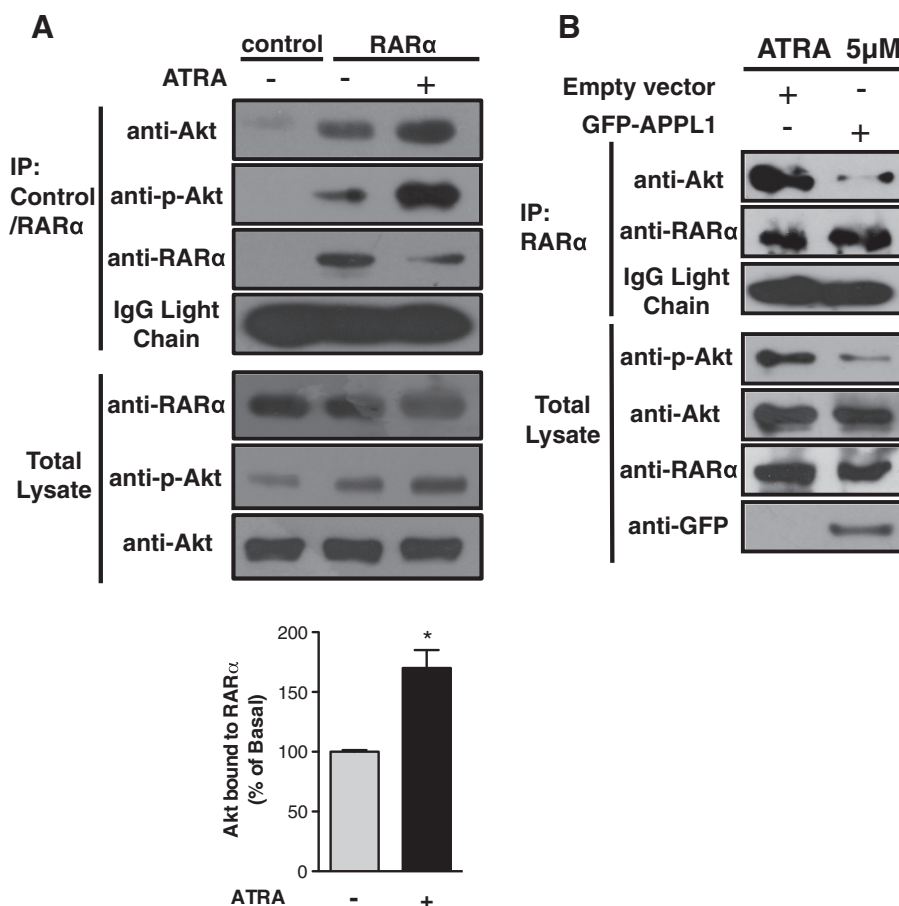 A
control RARα
ATRA - - +
IP:
Control
/RARα
anti-Akt
anti-p-Akt
anti-RARα
IgG Light
Chain
Total
Lysate
anti-RARα
anti-p-Akt
anti-Akt
Akt bound to RARα
(% of Basal)
200
150
100
50
0
*
ATRA - +
B
ATRA 5µM
Empty vector + -
GFP-APPL1 - +
IP:
RARα
anti-Akt
anti-RARα
IgG Light
Chain
Total
Lysate
anti-p-Akt
anti-Akt
anti-RARα
anti-GFP